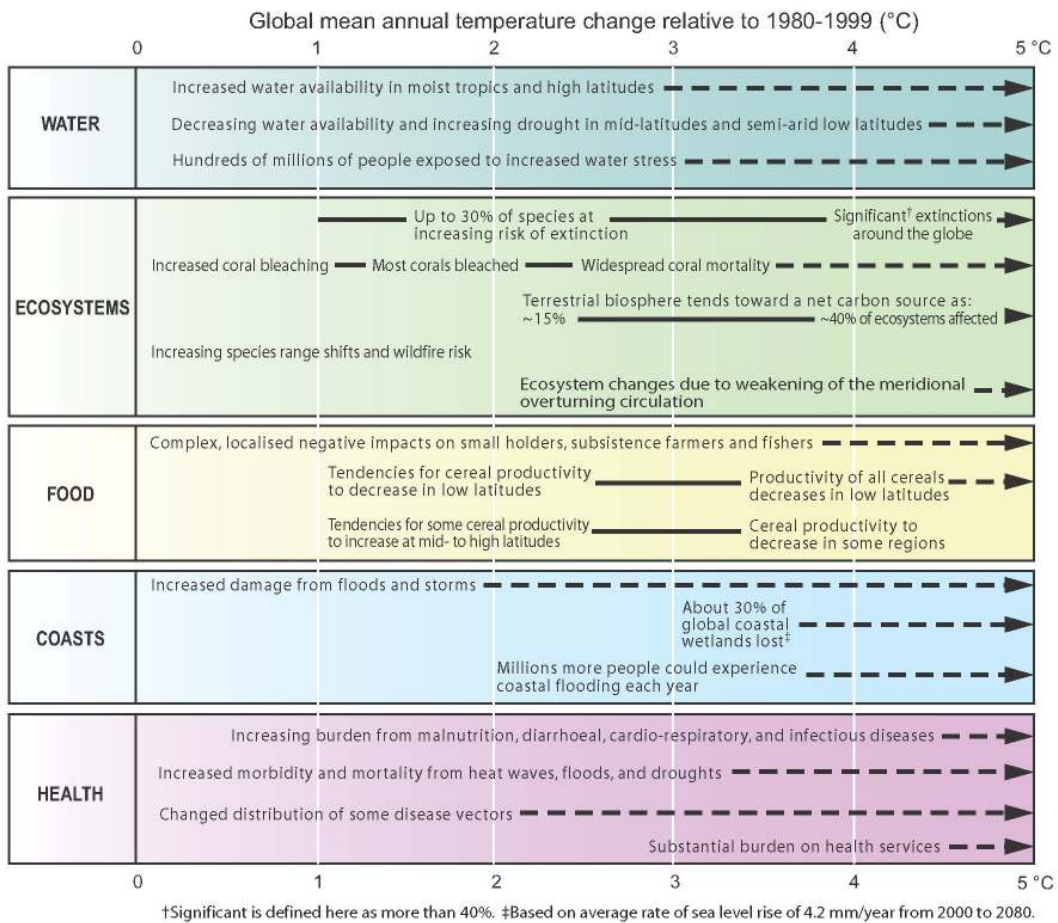 Global mean annual temperature change relative to 1980-1999 (°C)
0 1 2 3 4 5 °C
WATER
Increased water availability in moist tropics and high latitudes
Decreasing water availability and increasing drought in mid-latitudes and semi-arid low latitudes
Hundreds of millions of people exposed to increased water stress
ECOSYSTEMS
Up to 30% of species at
increasing risk of extinction
Significant† extinctions
around the globe
Increased coral bleaching Most corals bleached Widespread coral mortality
Terrestrial biosphere tends toward a net carbon source as:
~15% ~40% of ecosystems affected
Increasing species range shifts and wildfire risk
Ecosystem changes due to weakening of the meridional
overturning circulation
FOOD
Complex, localised negative impacts on small holders, subsistence farmers and fishers
Tendencies for cereal productivity
to decrease in low latitudes
Productivity of all cereals
decreases in low latitudes
Tendencies for some cereal productivity
to increase at mid- to high latitudes
Cereal productivity to
decrease in some regions
COASTS
Increased damage from floods and storms
About 30% of
global coastal
wetlands lost‡
Millions more people could experience
coastal flooding each year
HEALTH
Increasing burden from malnutrition, diarrhoeal, cardio-respiratory, and infectious diseases
Increased morbidity and mortality from heat waves, floods, and droughts
Changed distribution of some disease vectors
Substantial burden on health services
0 1 2 3 4 5 °C
†Significant is defined here as more than 40%. ‡Based on average rate of sea level rise of 4.2 mm/year from 2000 to 2080.